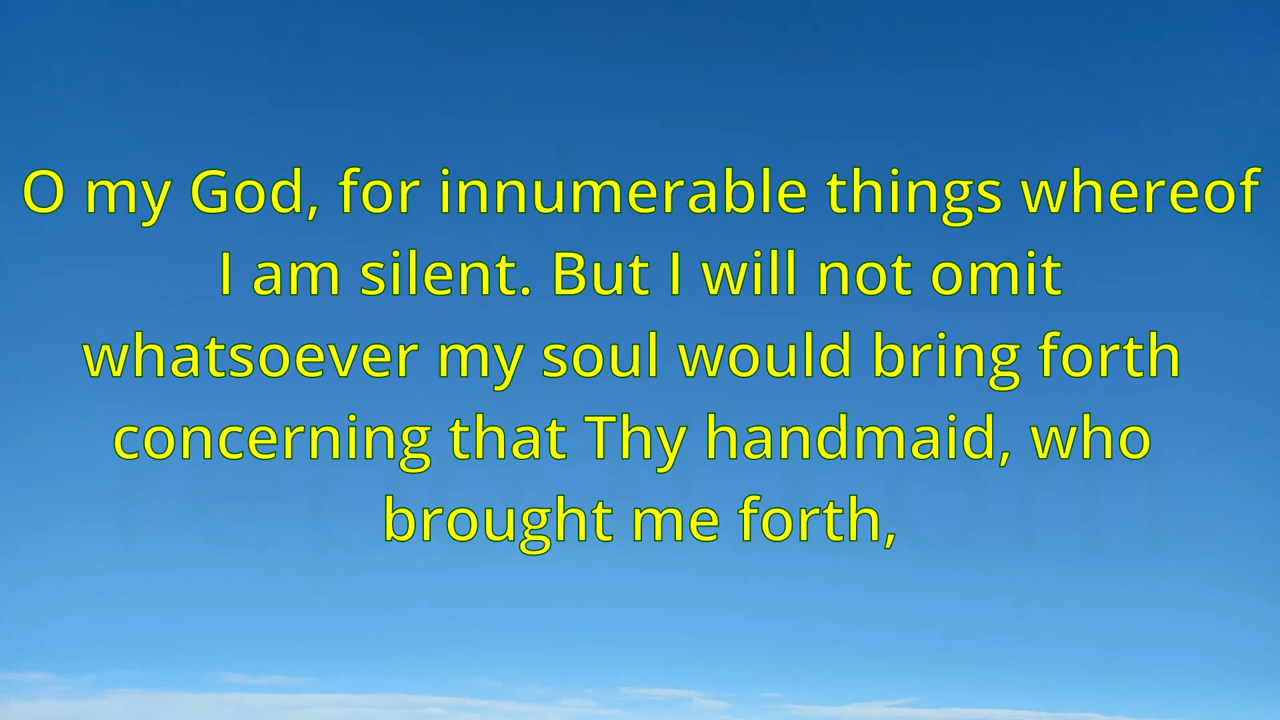 O my God, for innumerable things whereof
I am silent. But I will not omit
whatsoever my soul would bring forth
concerning that Thy handmaid, who
brought me forth,